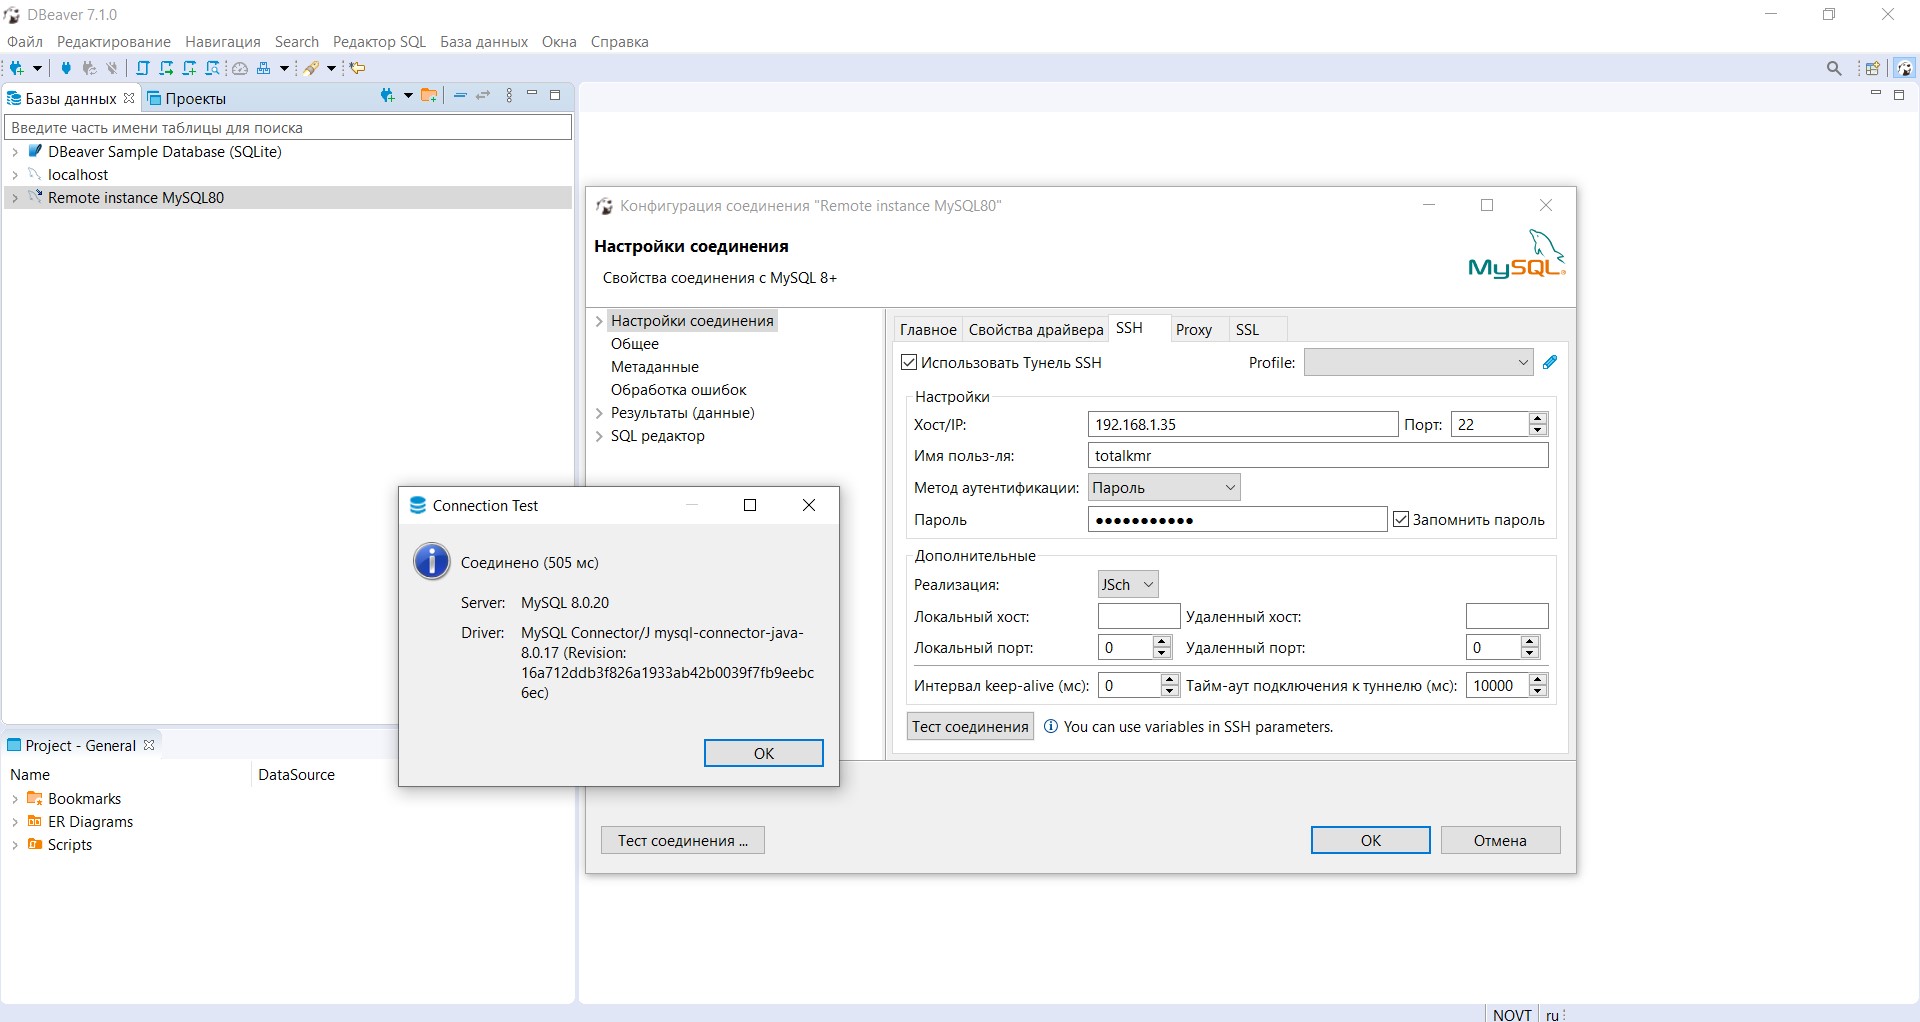 DBeaver 7.1.0
Файл Редактирование Навигация Search Редактор SQL База данных Окна Справка
Базы данных Проекты
Введите часть имени таблицы для поиска
DBeaver Sample Database (SQLite)
localhost
Remote instance MySQL80
Конфигурация соединения "Remote instance MySQL80"
Настройки соединения
Свойства соединения с MySQL 8+
MySQL
Настройки соединения
Общее
Метаданные
Обработка ошибок
Результаты (данные)
SQL редактор
Главное Свойства драйвера SSH Proxy SSL
Использовать Тунель SSH Profile:
Настройки
Хост/IP: 192.168.1.35 Порт: 22
Имя польз-ля: totalkmr
Метод аутентификации: Пароль
Пароль ●●●●●●●●●●● Запомнить пароль
Дополнительные
Реализация: JSch
Локальный хост: Удаленный хост:
Локальный порт: 0 Удаленный порт: 0
Интервал keep-alive (мс): 0 Тайм-аут подключения к туннелю (мс): 10000
Тест соединения You can use variables in SSH parameters.
Тест соединения ... OK Отмена
Connection Test
Соединено (505 мс)
Server: MySQL 8.0.20
Driver: MySQL Connector/J mysql-connector-java-
8.0.17 (Revision:
16a712ddb3f826a1933ab42b0039f7fb9eebc
6ec)
OK
Project - General
Name DataSource
Bookmarks
ER Diagrams
Scripts
NOVT ru